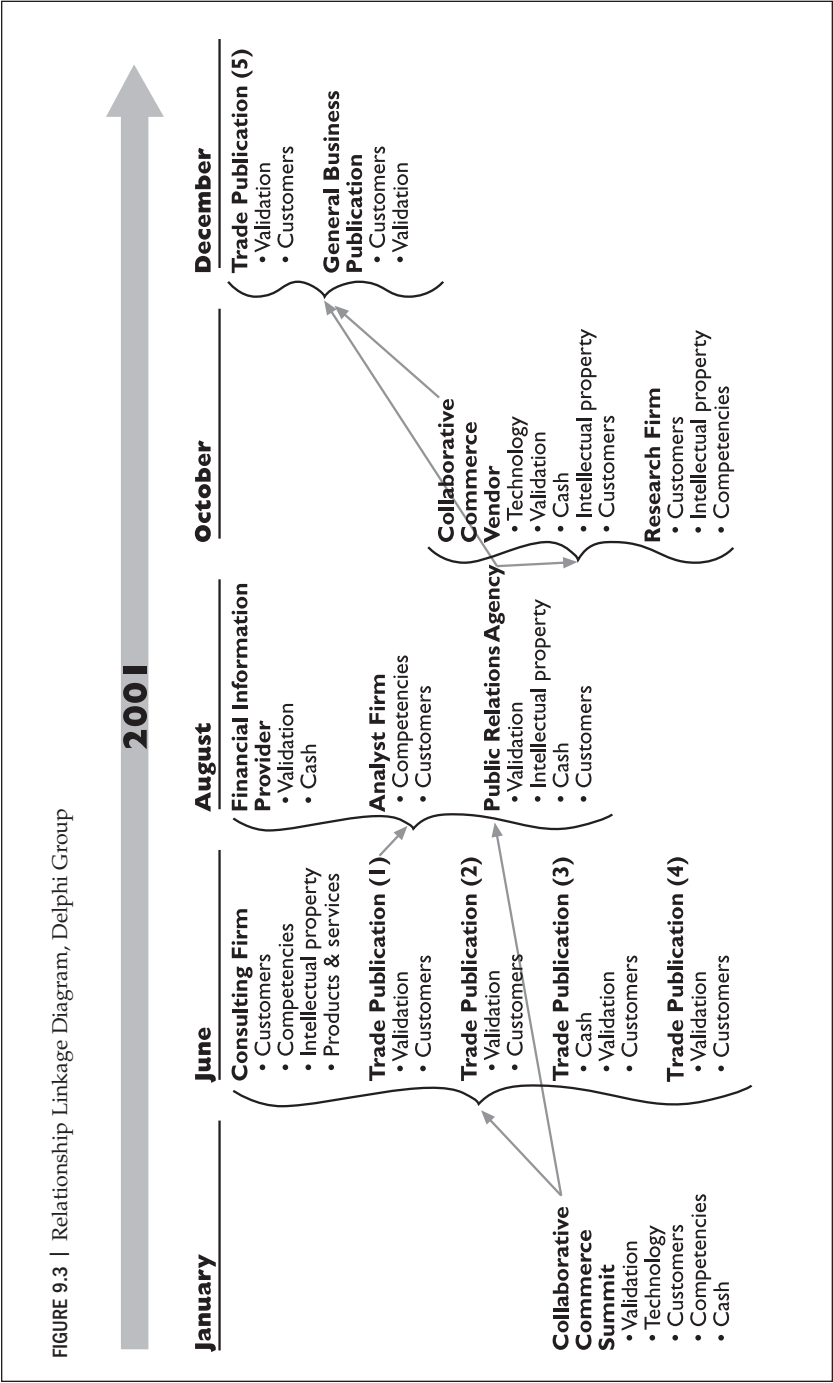 FIGURE 9.3 | Relationship Linkage Diagram, Delphi Group
2001
January
Collaborative
Commerce
Summit
• Validation
• Technology
• Customers
• Competencies
• Cash
June
Consulting Firm
• Customers
• Competencies
• Intellectual property
• Products & services
Trade Publication (1)
• Validation
• Customers
Trade Publication (2)
• Validation
• Customers
Trade Publication (3)
• Cash
• Validation
• Customers
Trade Publication (4)
• Validation
• Customers
August
Financial Information
Provider
• Validation
• Cash
Analyst Firm
• Competencies
• Customers
Public Relations Agency
• Validation
• Intellectual property
• Cash
• Customers
October
Collaborative
Commerce
Vendor
• Technology
• Validation
• Cash
• Intellectual property
• Customers
Research Firm
• Customers
• Intellectual property
• Competencies
December
Trade Publication (5)
• Validation
• Customers
General Business
Publication
• Customers
• Validation